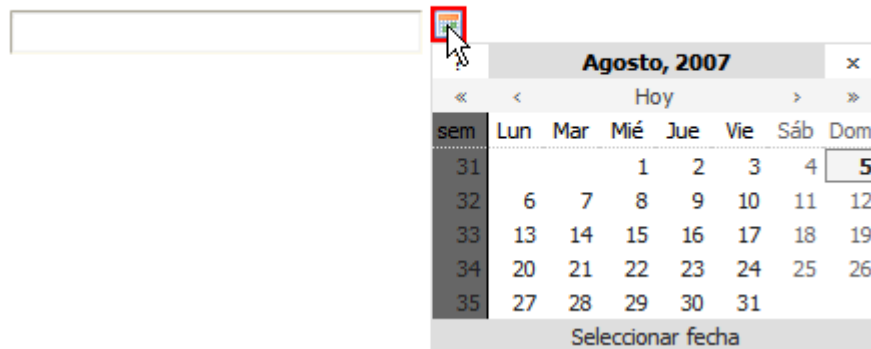 ? Agosto, 2007 ×
« ‹ Hoy › »
sem Lun Mar Mié Jue Vie Sáb Dom
31 1 2 3 4 5
32 6 7 8 9 10 11 12
33 13 14 15 16 17 18 19
34 20 21 22 23 24 25 26
35 27 28 29 30 31
Seleccionar fecha